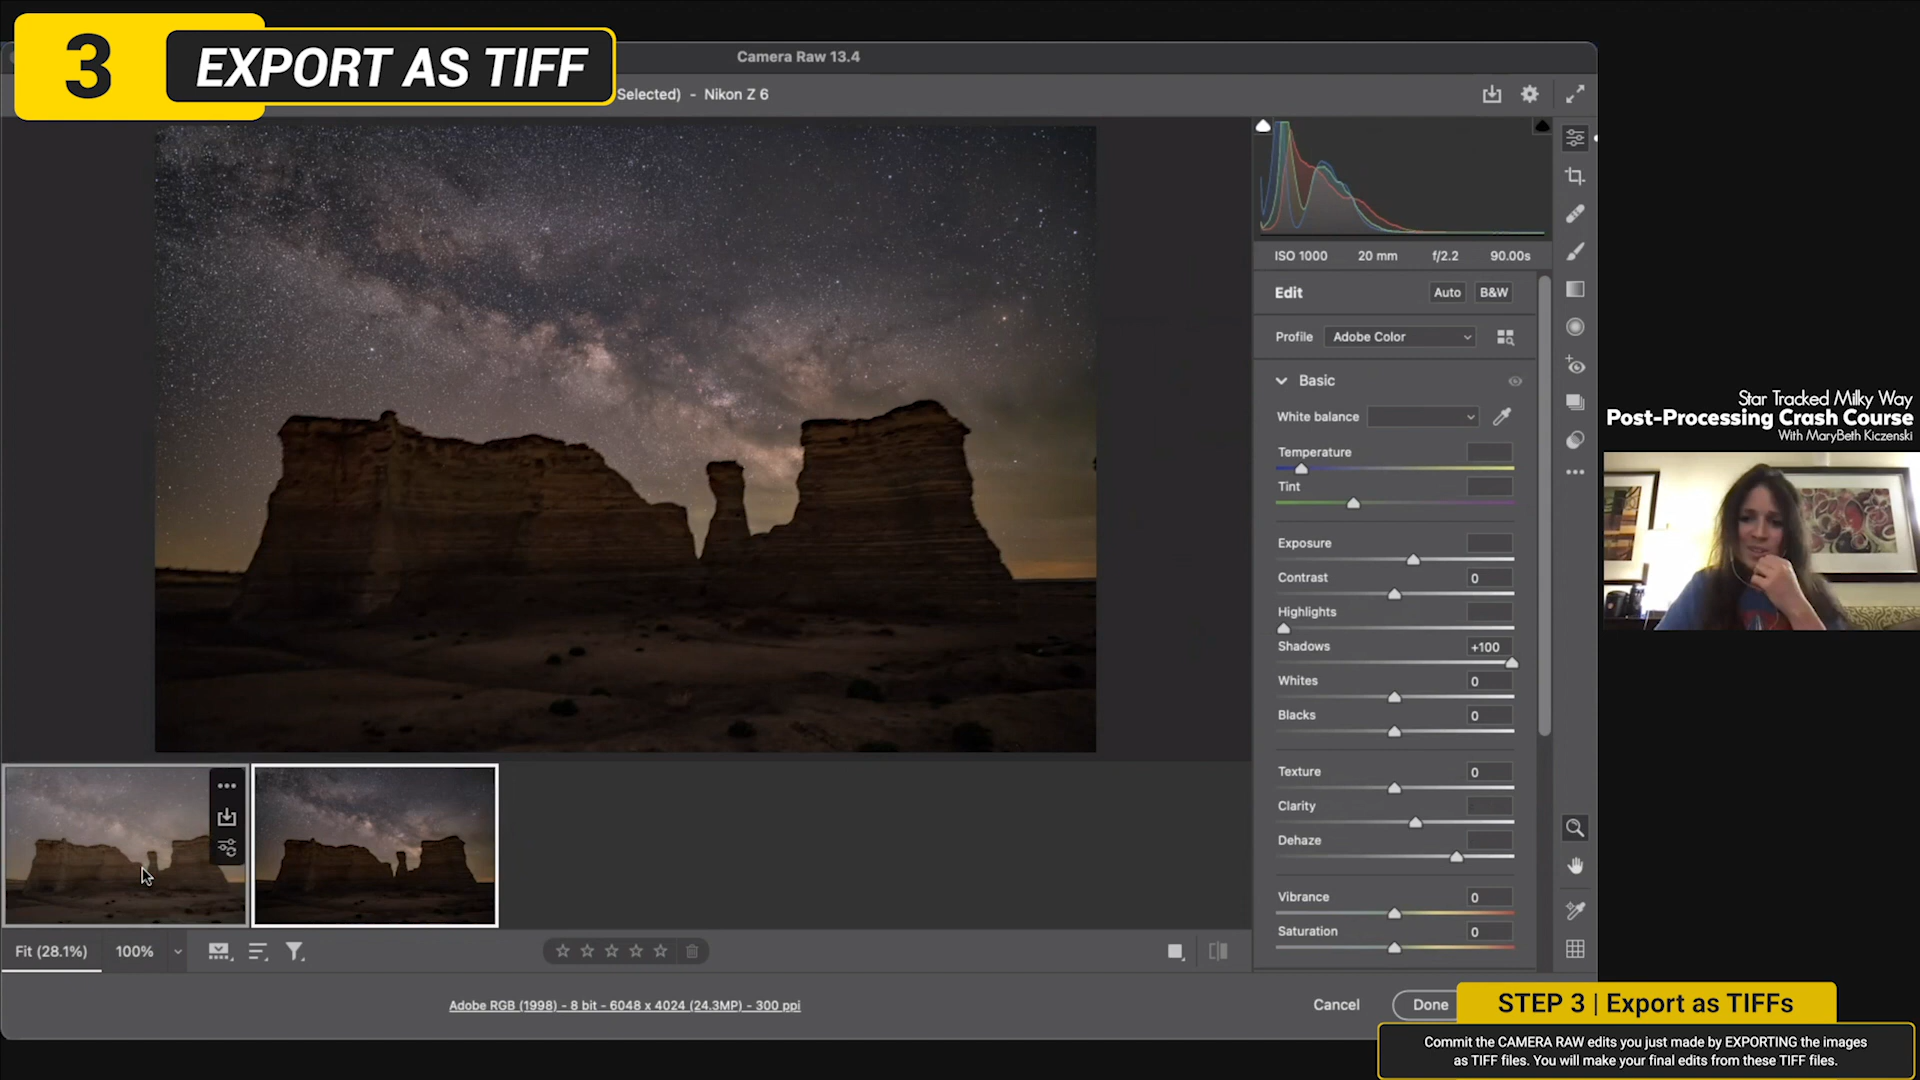 3
EXPORT AS TIFF
Camera Raw 13.4
Selected) - Nikon Z 6
ISO 1000 20 mm f/2.2 90.00s
Edit Auto B&W
Profile Adobe Color
Basic
White balance
Temperature
Tint
Exposure
Contrast 0
Highlights
Shadows +100
Whites 0
Blacks 0
Texture 0
Clarity
Dehaze
Vibrance 0
Saturation 0
Star Tracked Milky Way
Post-Processing Crash Course
With MaryBeth Kiczenski
Fit (28.1%) 100%
Adobe RGB (1998) - 8 bit - 6048 x 4024 (24.3MP) - 300 ppi
Cancel Done
STEP 3 | Export as TIFFs
Commit the CAMERA RAW edits you just made by EXPORTING the images
as TIFF files. You will make your final edits from these TIFF files.